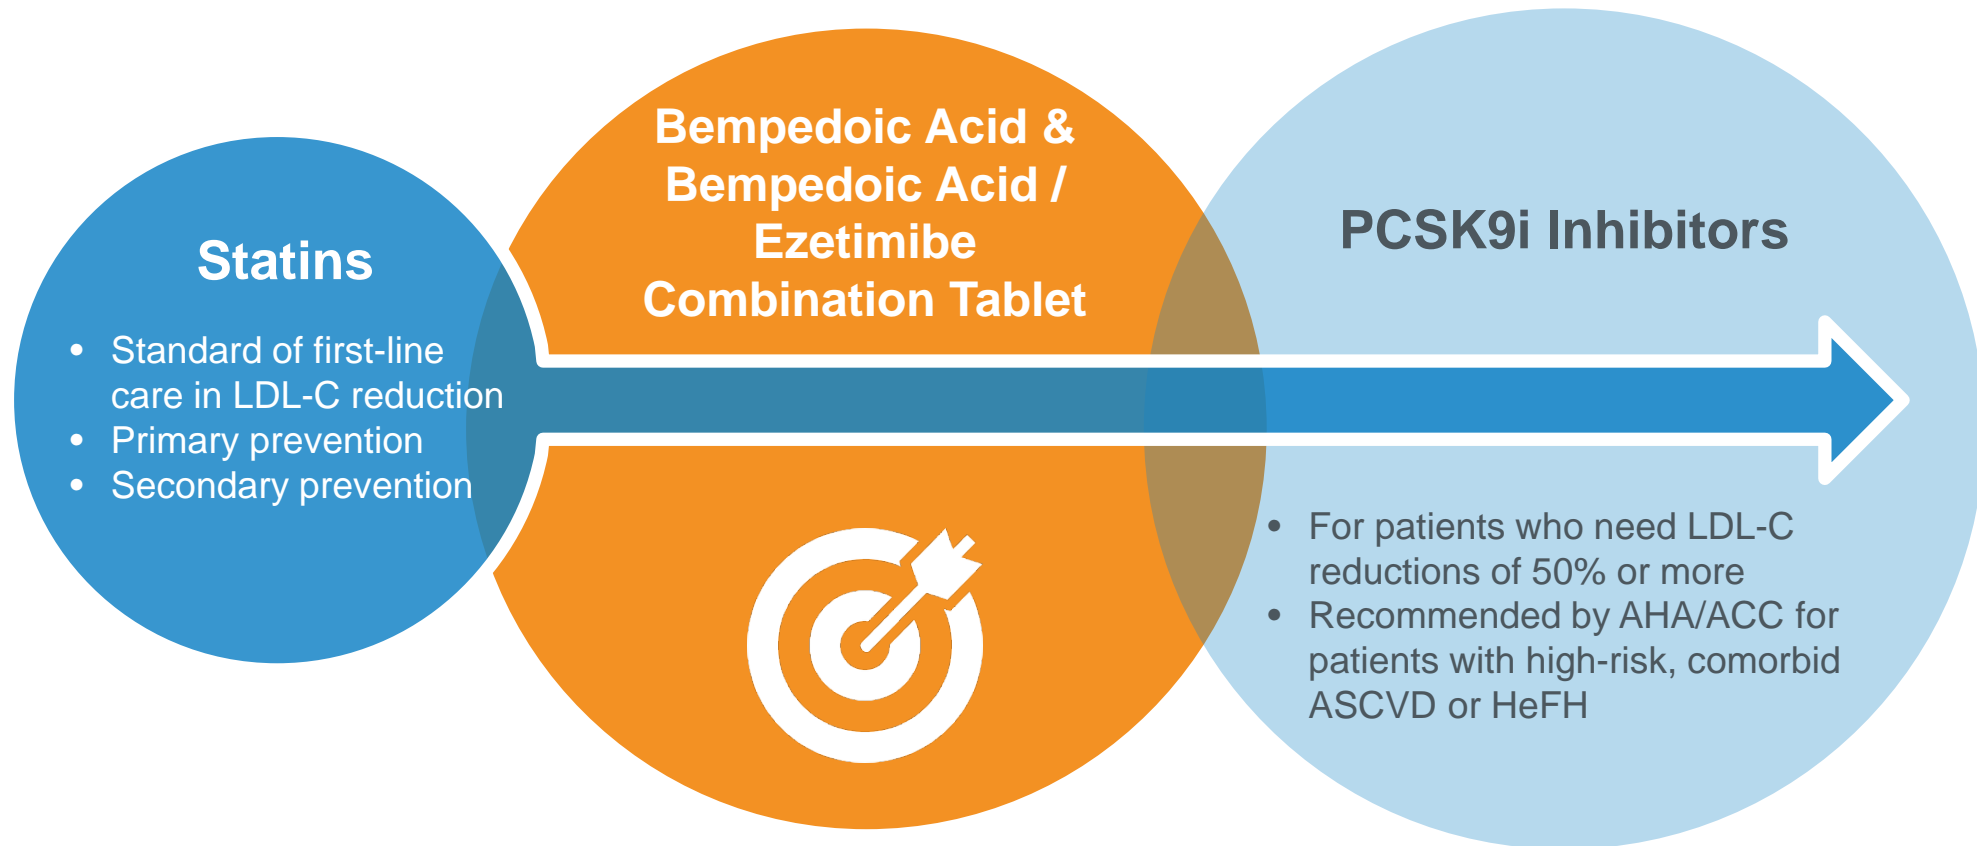 Statins
• Standard of first-line
care in LDL-C reduction
• Primary prevention
• Secondary prevention
Bempedoic Acid &
Bempedoic Acid /
Ezetimibe
Combination Tablet
PCSK9i Inhibitors
• For patients who need LDL-C
reductions of 50% or more
• Recommended by AHA/ACC for
patients with high-risk, comorbid
ASCVD or HeFH